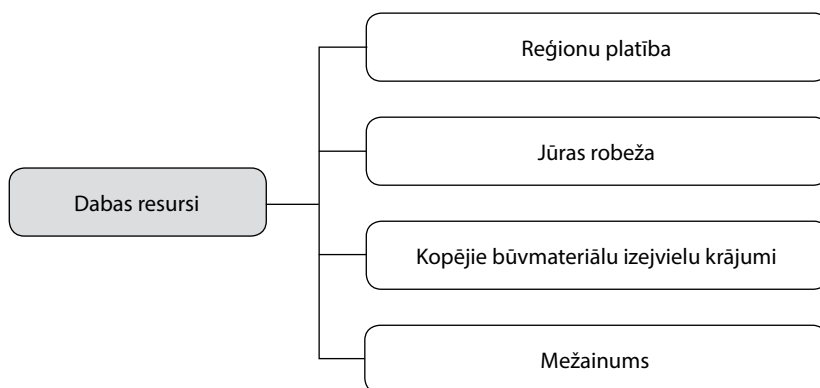 Reģionu platība
Jūras robeža
Dabas resursi
Kopējie būvmateriālu izejvielu krājumi
Mežainums